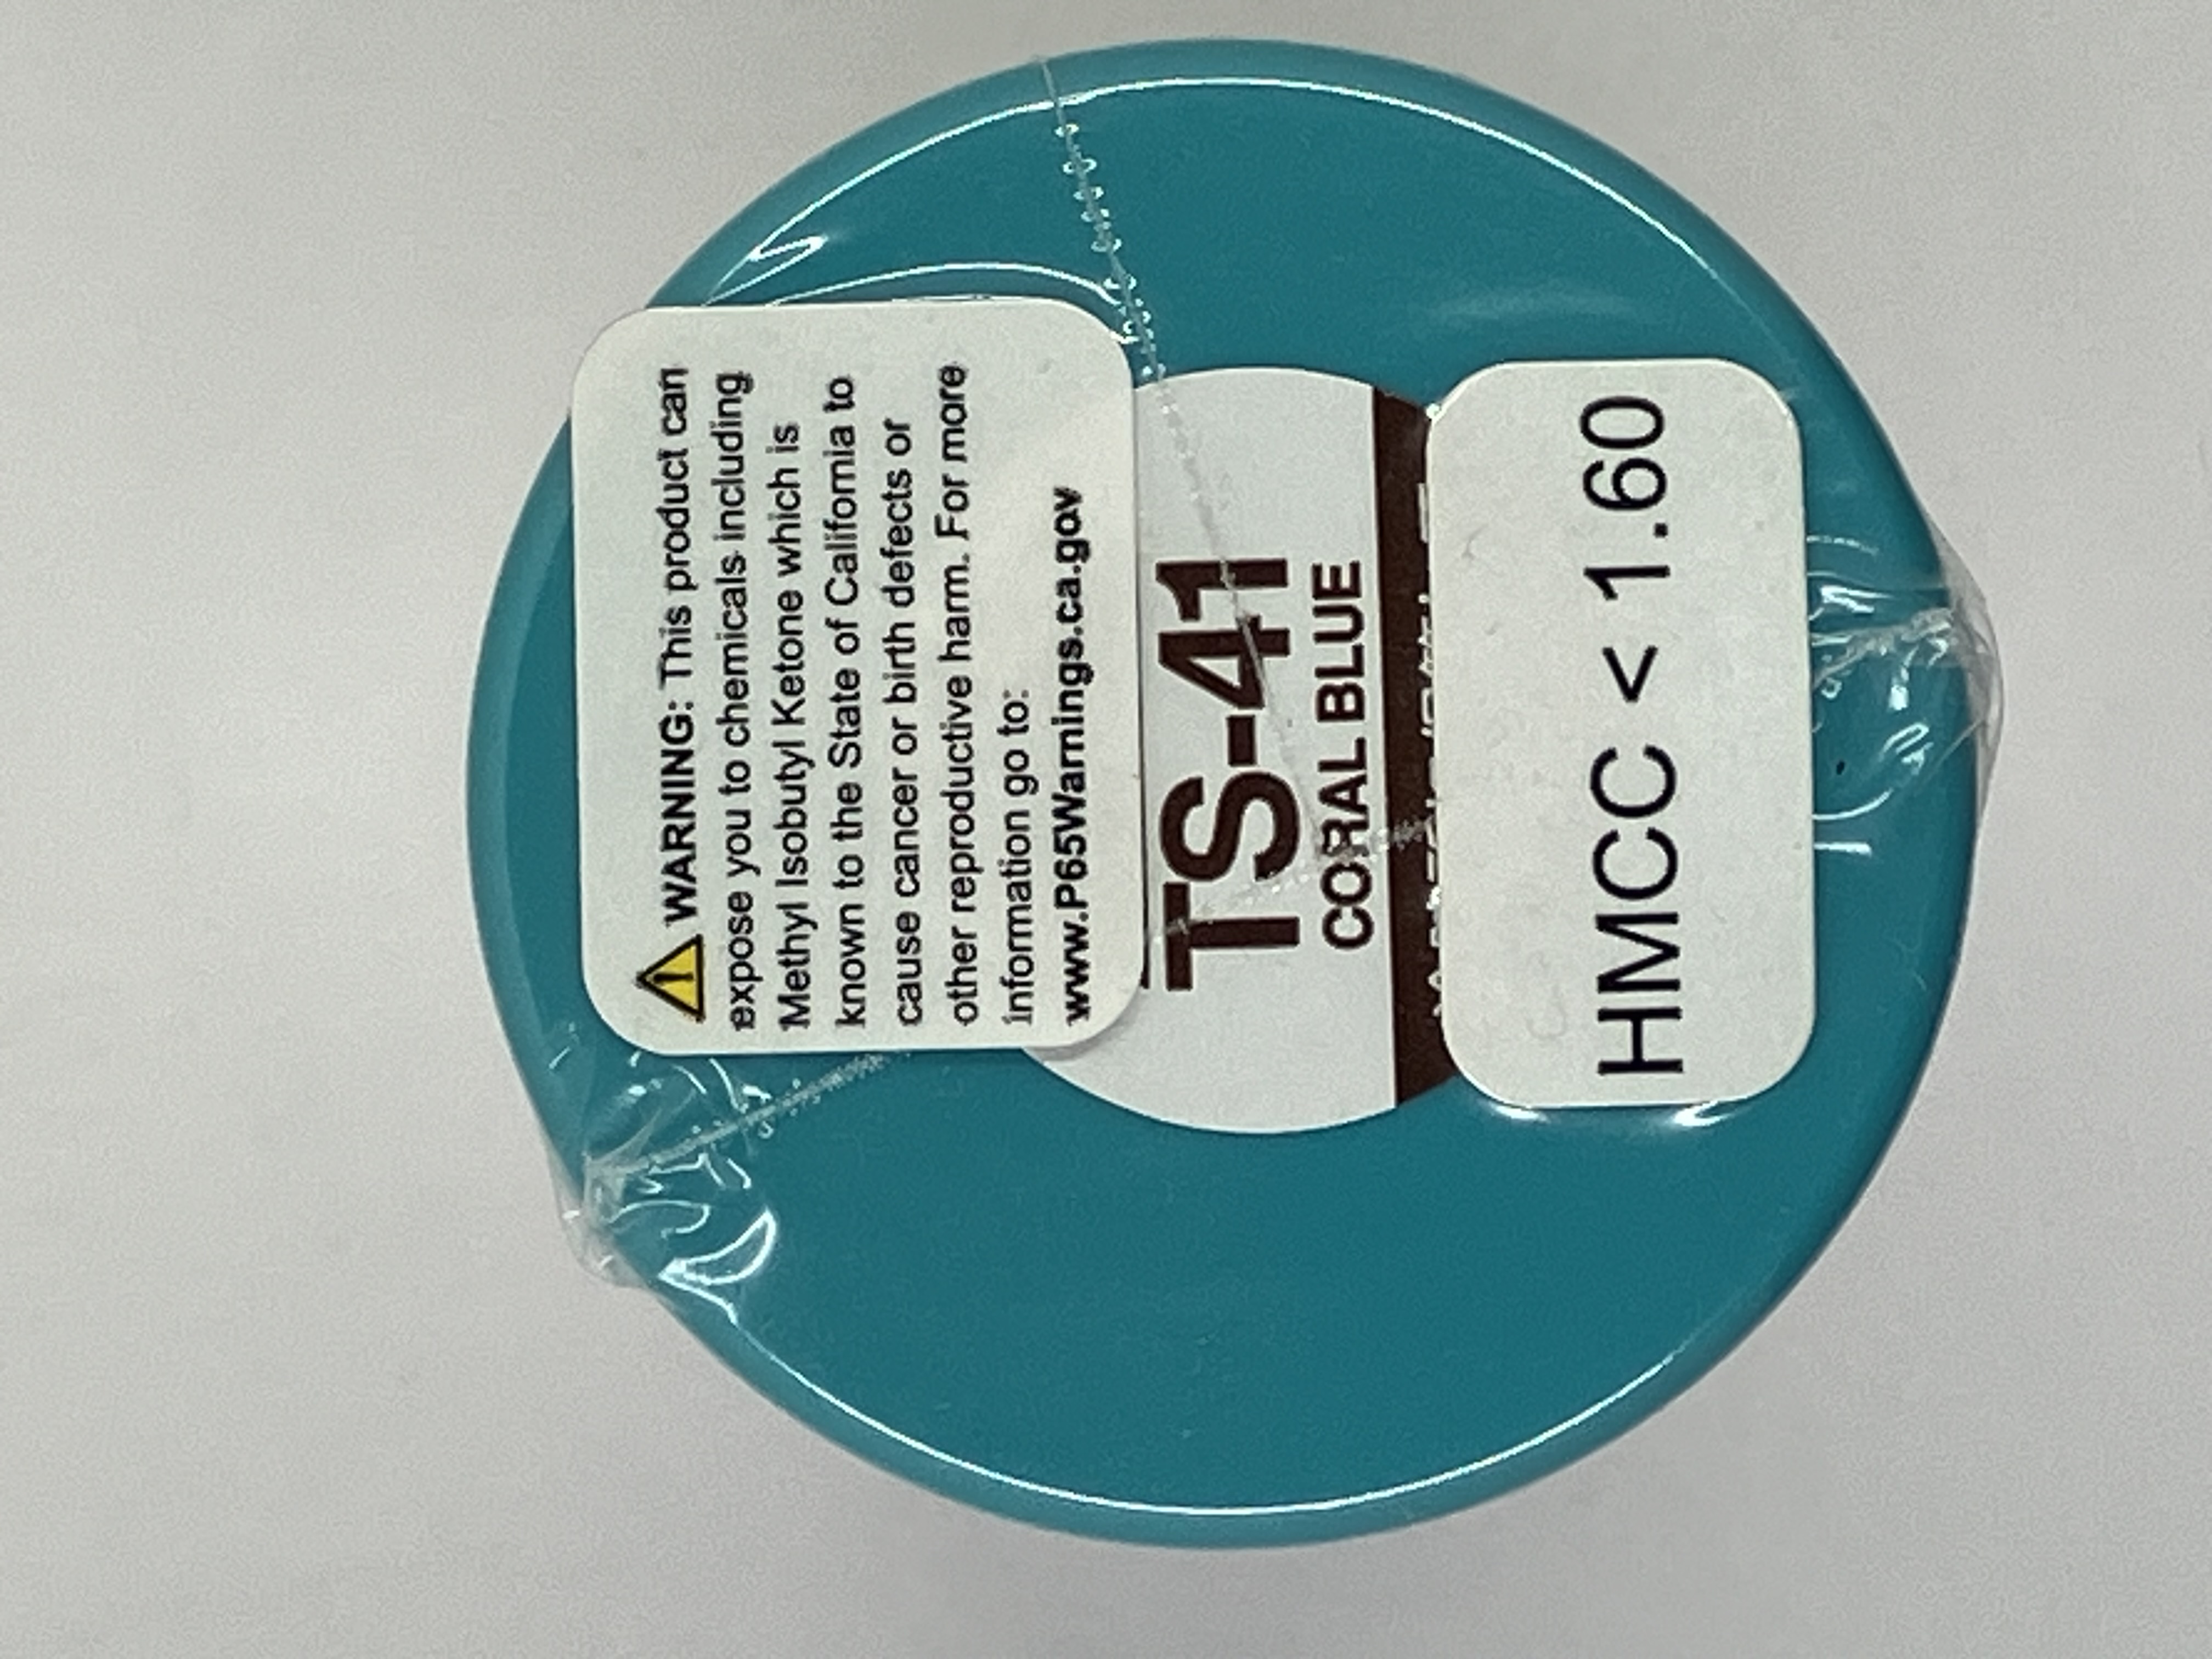 ⚠ WARNING: This product can
expose you to chemicals including
Methyl Isobutyl Ketone which is
known to the State of California to
cause cancer or birth defects or
other reproductive harm. For more
information go to:
www.P65Warnings.ca.gov
TS-41
CORAL BLUE
HMCC < 1.60